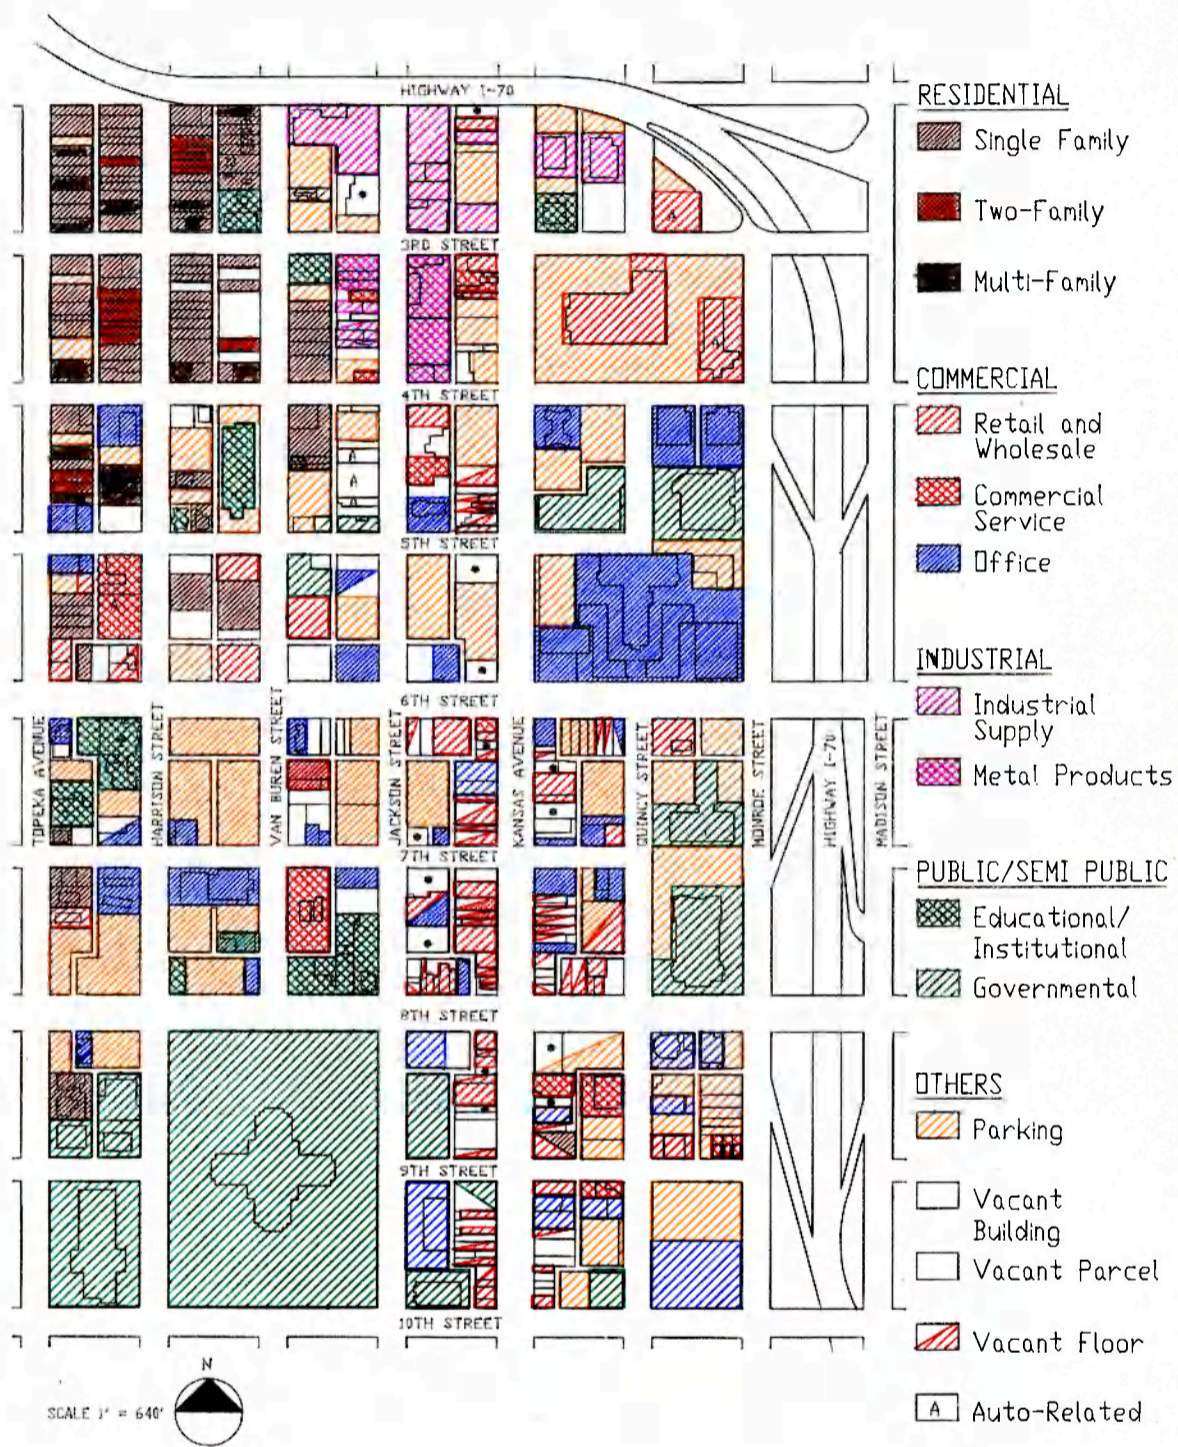 HIGHWAY I-70
3RD STREET
4TH STREET
5TH STREET
6TH STREET
TOPEKA AVENUE
HARRISON STREET
VAN BUREN STREET
JACKSON STREET
KANSAS AVENUE
QUINCY STREET
MONROE STREET
HIGHWAY I-70
MADISON STREET
7TH STREET
8TH STREET
9TH STREET
10TH STREET
A
A
A
A
A
N
SCALE 1" = 640'
RESIDENTIAL
Single Family
Two-Family
Multi-Family
COMMERCIAL
Retail and
Wholesale
Commercial
Service
Office
INDUSTRIAL
Industrial
Supply
Metal Products
PUBLIC/SEMI PUBLIC
Educational/
Institutional
Governmental
OTHERS
Parking
Vacant
Building
Vacant Parcel
Vacant Floor
A
Auto-Related